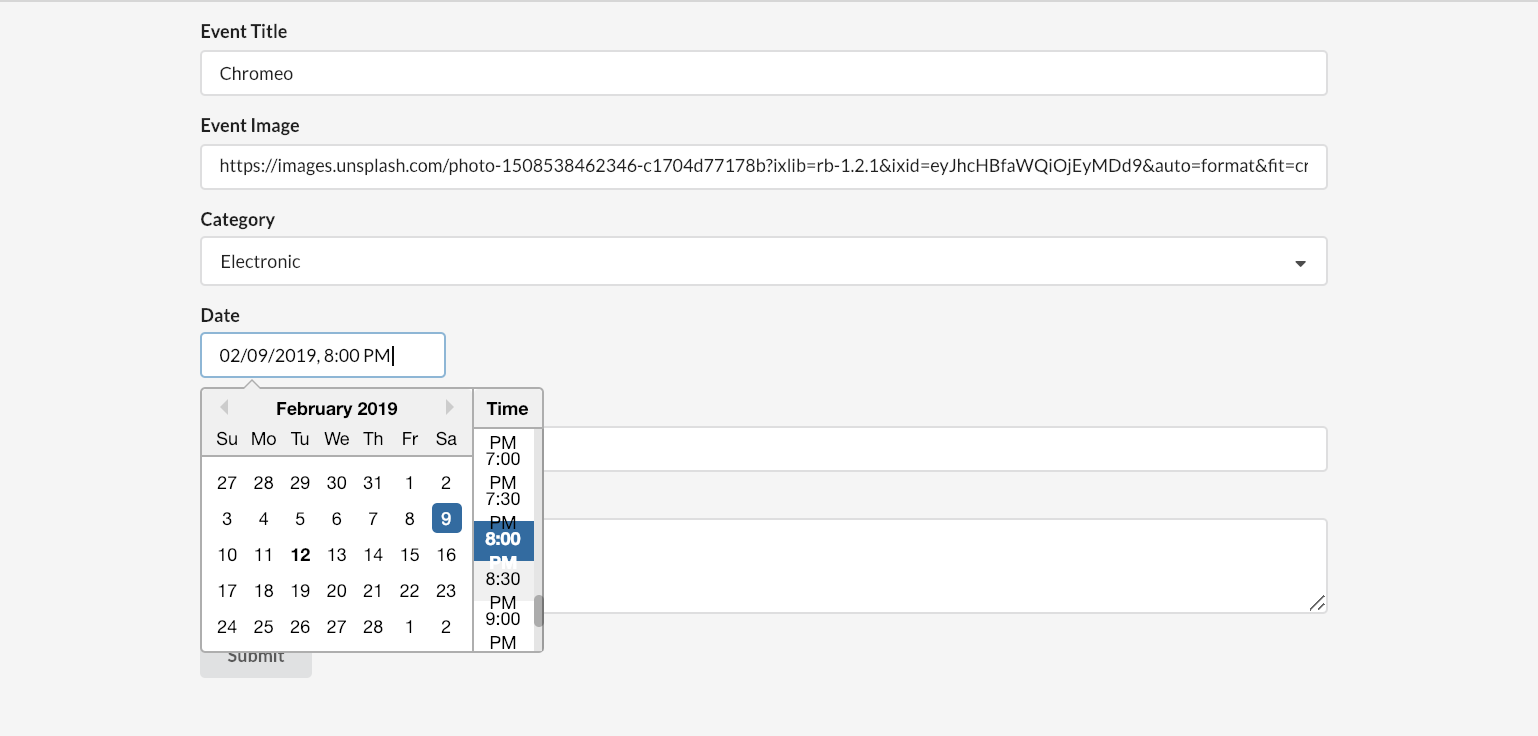 Event Title
Chromeo
Event Image
https://images.unsplash.com/photo-1508538462346-c1704d77178b?ixlib=rb-1.2.1&ixid=eyJhcHBfaWQiOjEyMDd9&auto=format&fit=cr
Category
Electronic
Date
02/09/2019, 8:00 PM
February 2019
Su Mo Tu We Th Fr Sa
27 28 29 30 31 1 2
3 4 5 6 7 8 9
10 11 12 13 14 15 16
17 18 19 20 21 22 23
24 25 26 27 28 1 2
Time
PM
7:00
PM
7:30
PM
8:00
PM
8:30
PM
9:00
PM
Submit